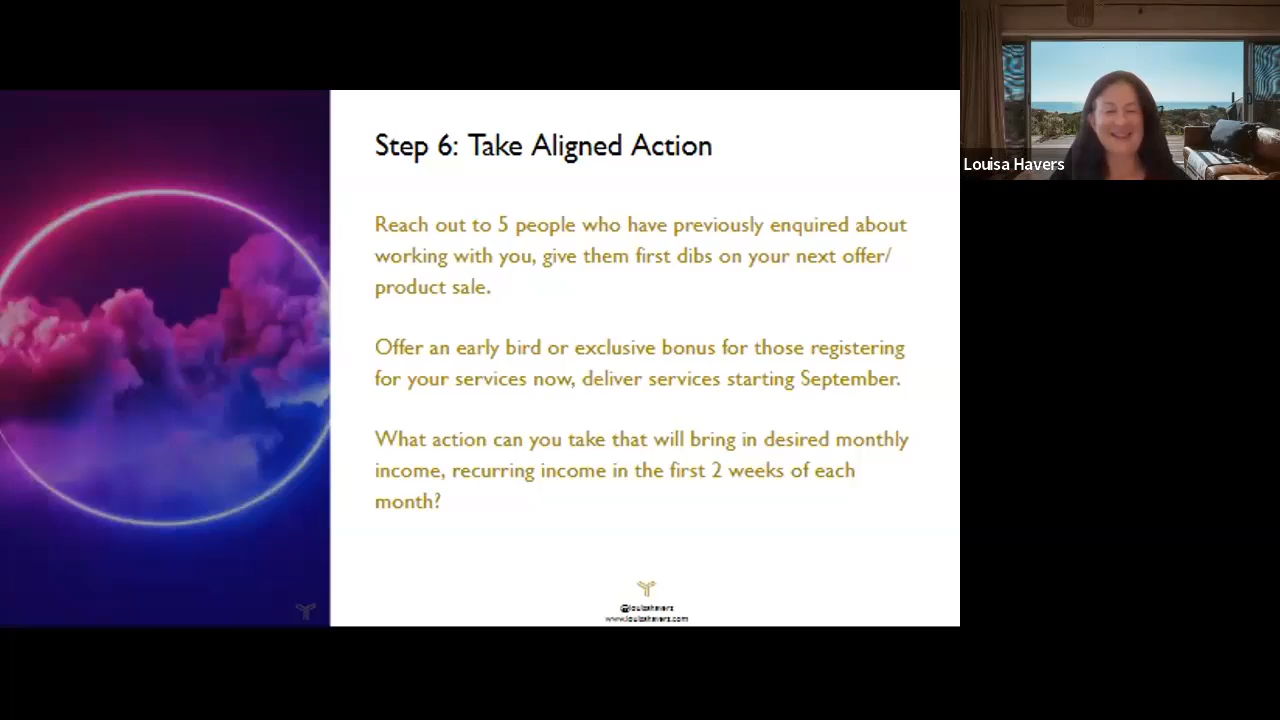 Step 6: Take Aligned Action
Reach out to 5 people who have previously enquired about
working with you, give them first dibs on your next offer/
product sale.
Offer an early bird or exclusive bonus for those registering
for your services now, deliver services starting September.
What action can you take that will bring in desired monthly
income, recurring income in the first 2 weeks of each
month?
@louisahavers
www.louisahavers.com
Louisa Havers